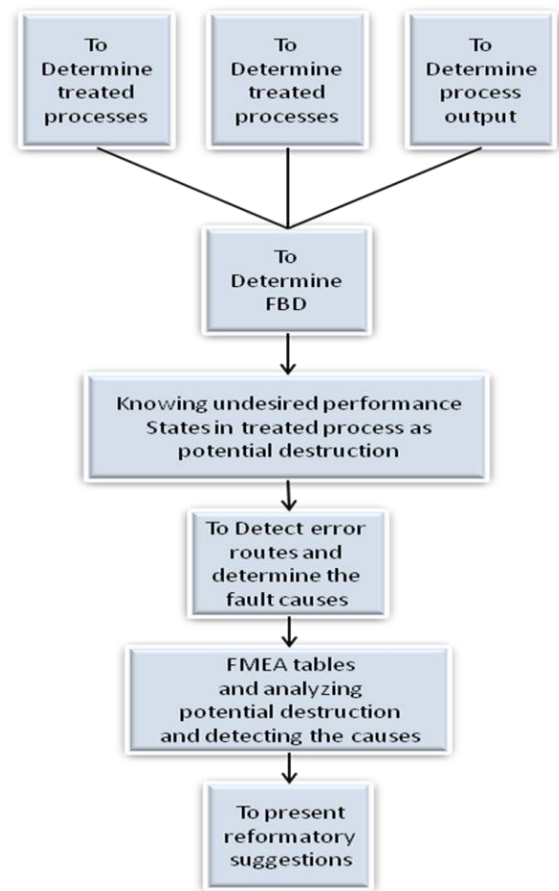 To
Determine
treated
processes
To
Determine
treated
processes
To
Determine
process
output
To
Determine
FBD
Knowing undesired performance
States in treated process as
potential destruction
To Detect error
routes and
determine the
fault causes
FMEA tables
and analyzing
potential destruction
and detecting the causes
To present
reformatory
suggestions